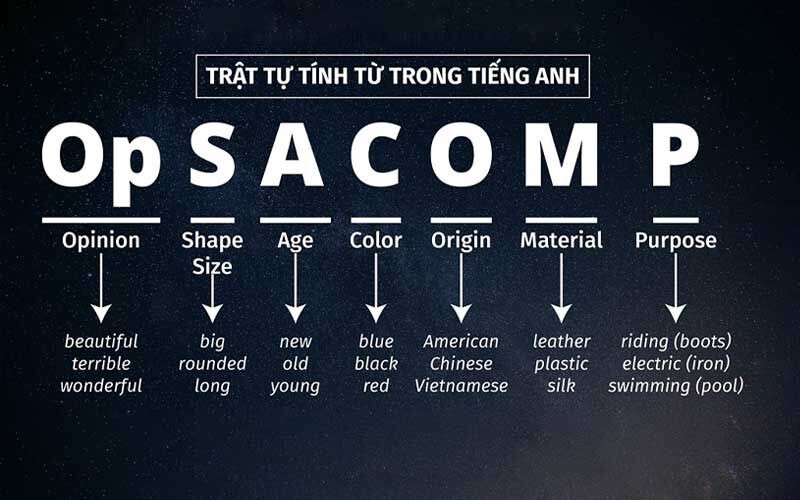 TRẬT TỰ TÍNH TỪ TRONG TIẾNG ANH
Op S A C O M P
Opinion Shape Size Age Color Origin Material Purpose
beautiful big new blue American leather riding (boots)
terrible rounded old black Chinese plastic electric (iron)
wonderful long young red Vietnamese silk swimming (pool)